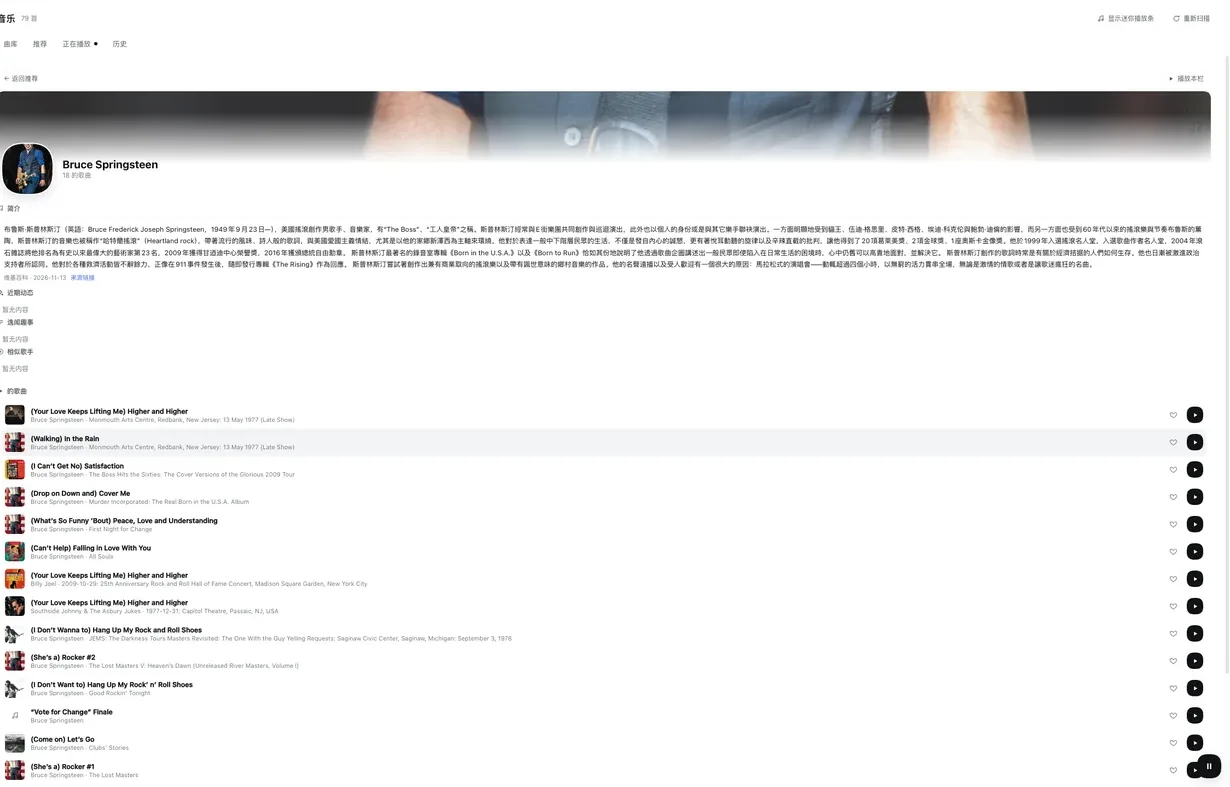 音乐 79 首
显示迷你播放条 重新扫描
曲库 推荐 正在播放 历史
← 返回推荐
播放本栏
Bruce Springsteen
18 的歌曲
简介
布鲁斯·斯普林斯汀（英語：Bruce Frederick Joseph Springsteen，1949年9月23日—），美國搖滾創作男歌手、音樂家，有"The Boss"、"工人皇帝"之稱。斯普林斯汀經常與E街樂團共同創作與巡迴演出，此外也以個人的身份或是與其它樂手聯袂演出。一方面明顯地受到貓王、伍迪·格思里、皮特·西格、埃迪·科克伦與鲍勃·迪倫的影響，而另一方面也受到60年代以來的搖滾樂與節奏布魯斯的薰
陶，斯普林斯汀的音樂也被稱作"哈特蘭搖滾"（Heartland rock），帶著流行的風味、詩人般的歌詞，與美國愛國主義情結，尤其是以他的家鄉新澤西為主軸來環繞。他對於表達一般中下階層民眾的生活，不僅是發自內心的誠懇，更有著悅耳動聽的旋律以及辛辣直截的批判，讓他得到了20項葛萊美獎、2項金球獎、1座奧斯卡金像獎。他於1999年入選搖滾名人堂，入選歌曲作者名人堂，2004年滾
石雜誌將他排名為有史以來最偉大的藝術家第23名，2009年獲得甘迺迪中心榮譽獎，2016年獲頒總統自由勳章。 斯普林斯汀最著名的錄音室專輯《Born in the U.S.A.》以及《Born to Run》恰如其份地說明了他透過歌曲企圖講述出一般民眾即使陷入在日常生活的困境時，心中仍舊可以高貴地面對，並解決它。 斯普林斯汀創作的歌詞時常是有關於經濟拮据的人們如何生存。他也日漸被激進政治
支持者所認同。他對於各種救濟活動皆不辭餘力，正像在911事件發生後，隨即發行專輯《The Rising》作為回應。 斯普林斯汀嘗試著創作出兼有商業取向的搖滾樂以及帶有誠世意味的鄉村音樂的作品。他的名聲遠播以及受人歡迎有一個很大的原因：馬拉松式的演唱會——動輒超過四個小時，以無窮的活力貫串全場，無論是激情的情歌或者是讓歌迷瘋狂的名曲。
维基百科 · 2026-11-13 来源链接
近期动态
暂无内容
逸闻趣事
暂无内容
相似歌手
暂无内容
的歌曲
(Your Love Keeps Lifting Me) Higher and Higher
Bruce Springsteen · Monmouth Arts Centre, Redbank, New Jersey: 13 May 1977 (Late Show)
(Walking) in the Rain
Bruce Springsteen · Monmouth Arts Centre, Redbank, New Jersey: 13 May 1977 (Late Show)
(I Can't Get No) Satisfaction
Bruce Springsteen · The Boss Hits the Sixties: The Cover Versions of the Glorious 2009 Tour
(Drop on Down and) Cover Me
Bruce Springsteen · Murder Incorporated: The Real Born in the U.S.A. Album
(What's So Funny 'Bout) Peace, Love and Understanding
Bruce Springsteen · First Night for Change
(Can't Help) Falling in Love With You
Bruce Springsteen · All Souls
(Your Love Keeps Lifting Me) Higher and Higher
Billy Joel · 2009-10-29: 25th Anniversary Rock and Roll Hall of Fame Concert, Madison Square Garden, New York City
(Your Love Keeps Lifting Me) Higher and Higher
Southside Johnny & The Asbury Jukes · 1977-12-31: Capitol Theatre, Passaic, NJ, USA
(I Don't Wanna to) Hang Up My Rock and Roll Shoes
Bruce Springsteen · JEMS: The Darkness Tours Masters Revisited: The One With the Guy Yelling Requests: Saginaw Civic Center, Saginaw, Michigan: September 3, 1978
(She's a) Rocker #2
Bruce Springsteen · The Lost Masters V: Heaven's Dawn (Unreleased River Masters, Volume I)
(I Don't Want to) Hang Up My Rock' n' Roll Shoes
Bruce Springsteen · Good Rockin' Tonight
"Vote for Change" Finale
Bruce Springsteen
(Come on) Let's Go
Bruce Springsteen · Clubs' Stories
(She's a) Rocker #1
Bruce Springsteen · The Lost Masters